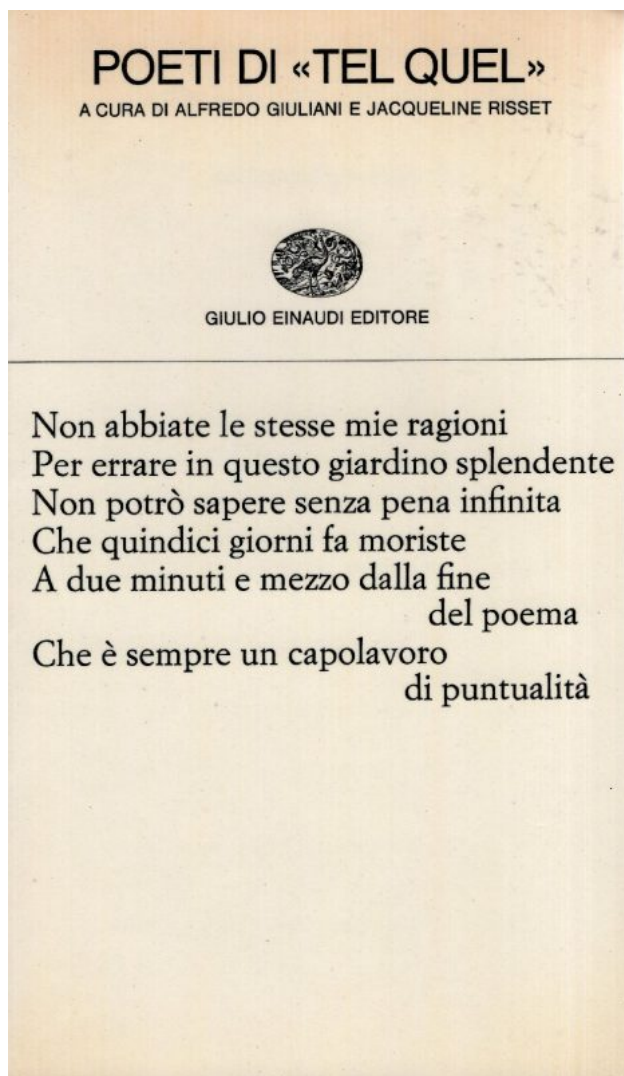 POETI DI «TEL QUEL»
A CURA DI ALFREDO GIULIANI E JACQUELINE RISSET
GIULIO EINAUDI EDITORE
Non abbiate le stesse mie ragioni
Per errare in questo giardino splendente
Non potrò sapere senza pena infinita
Che quindici giorni fa moriste
A due minuti e mezzo dalla fine
del poema
Che è sempre un capolavoro
di puntualità